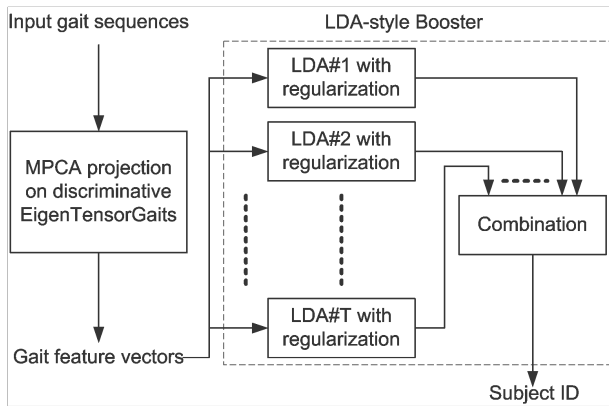 Input gait sequences
LDA-style Booster
LDA#1 with
regularization
LDA#2 with
regularization
MPCA projection
on discriminative
EigenTensorGaits
Combination
LDA#T with
regularization
Gait feature vectors
Subject ID